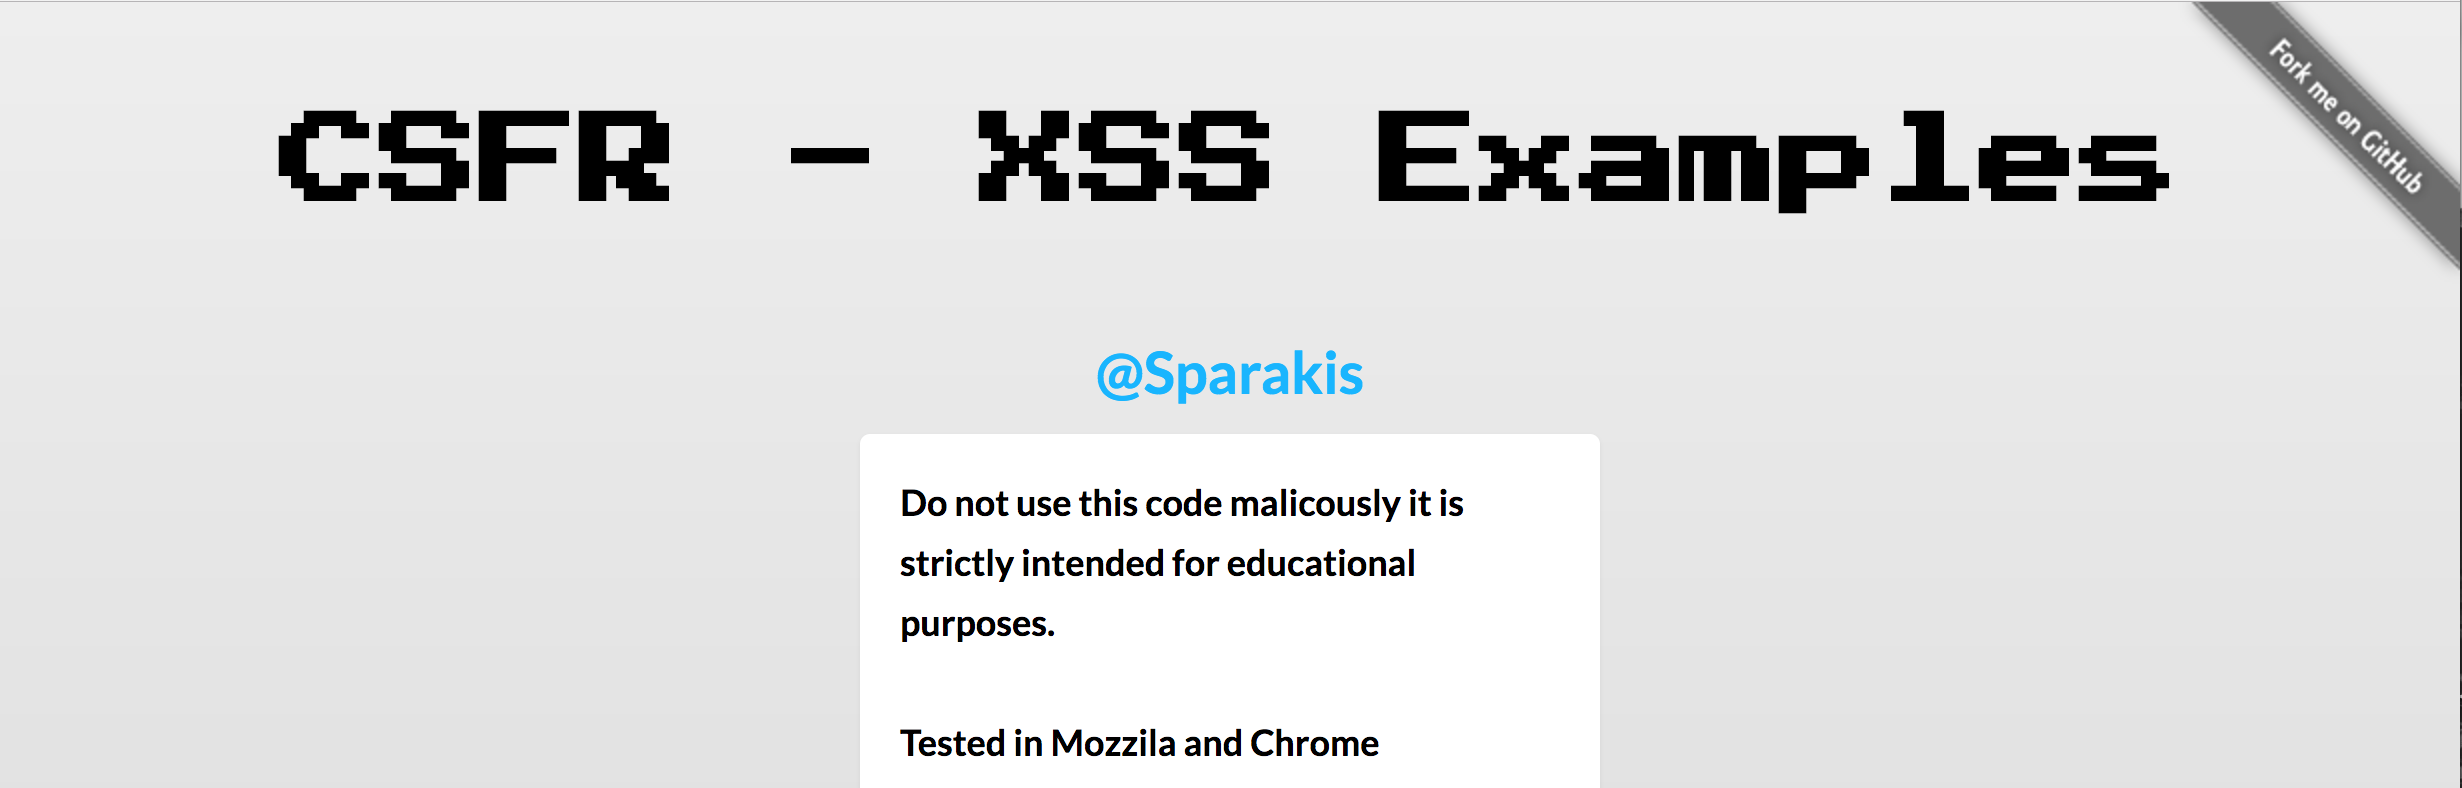 Fork me on GitHub
CSFR - XSS Examples
@Sparakis
Do not use this code malicously it is
strictly intended for educational
purposes.
Tested in Mozzila and Chrome